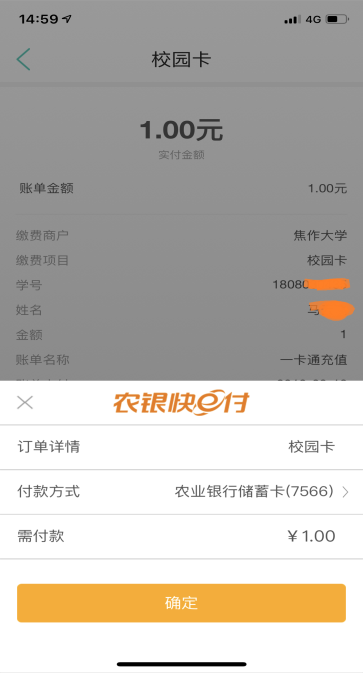 14:59 4G
校园卡
1.00元
实付金额
账单金额 1.00元
缴费商户 焦作大学
缴费项目 校园卡
学号 18080
姓名
金额 1
账单名称 一卡通充值
农银快e付
订单详情 校园卡
付款方式 农业银行储蓄卡(7566)
需付款 ￥1.00
确定